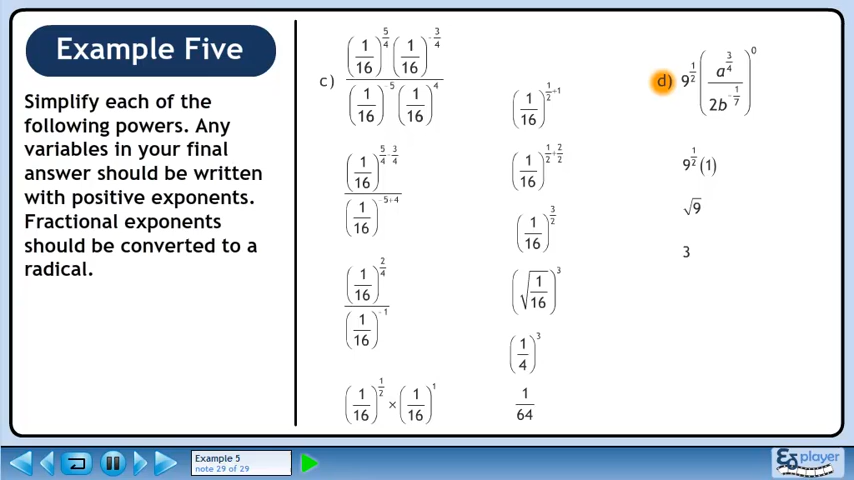 Example Five
Simplify each of the
following powers. Any
variables in your final
answer should be written
with positive exponents.
Fractional exponents
should be converted to a
radical.
c) ((1/16)^(5/4) (1/16)^(-3/4)) / ((1/16)^(-5) (1/16)^4)
((1/16)^(5/4 - 3/4)) / ((1/16)^(-5+4))
((1/16)^(2/4)) / ((1/16)^(-1))
(1/16)^(1/2) × (1/16)^1
(1/16)^(1/2+1)
(1/16)^(1/2+2/2)
(1/16)^(3/2)
(√(1/16))^3
(1/4)^3
1/64
d) 9^(1/2) (a^(3/4) / 2b^(-1/7))^0
9^(1/2) (1)
√9
3
Example 5
note 29 of 29
player